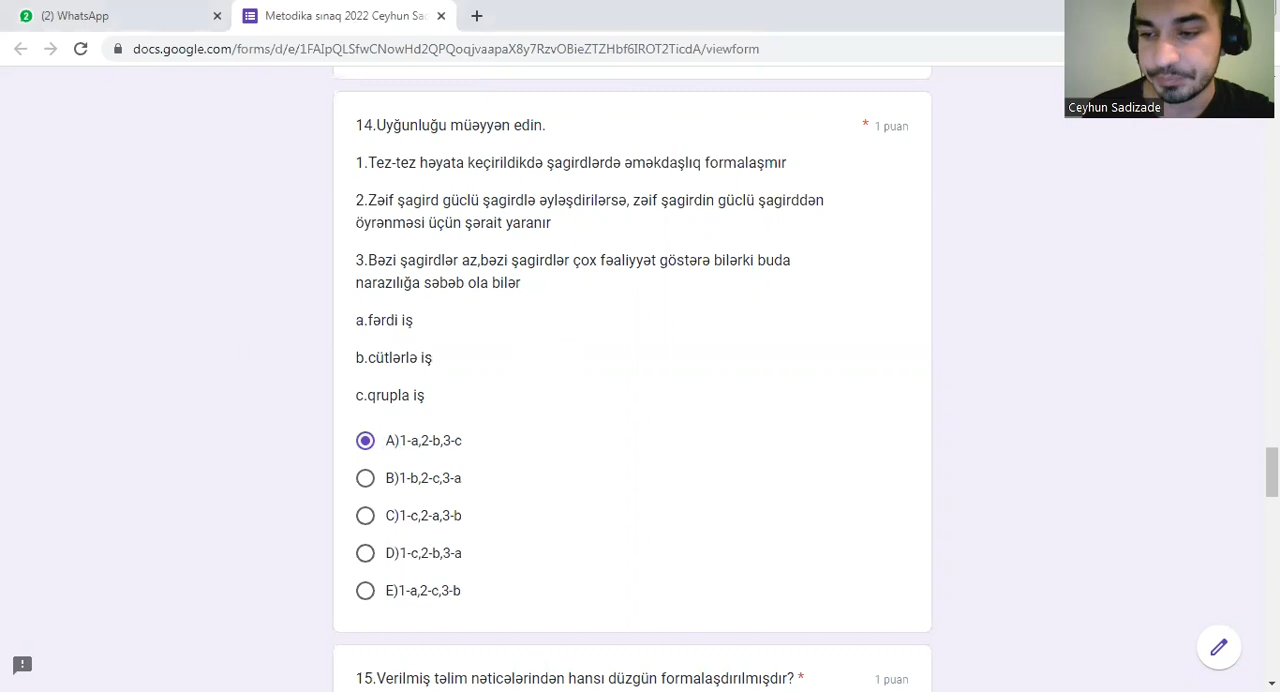 2
(2) WhatsApp
Metodika sınaq 2022 Ceyhun Sa
docs.google.com/forms/d/e/1FAIpQLSfwCNowHd2QPQoqjvaapaX8y7RzvOBieZTZHbf6IROT2TicdA/viewform
Ceyhun Sadizade
14.Uyğunluğu müəyyən edin.
* 1 puan
1.Tez-tez həyata keçirildikdə şagirdlərdə əməkdaşlıq formalaşmır
2.Zəif şagird güclü şagirdlə əyləşdirilərsə, zəif şagirdin güclü şagirddən
öyrənməsi üçün şərait yaranır
3.Bəzi şagirdlər az,bəzi şagirdlər çox fəaliyyət göstərə bilərki buda
narazılığa səbəb ola bilər
a.fərdi iş
b.cütlərlə iş
c.qrupla iş
A)1-a,2-b,3-c
B)1-b,2-c,3-a
C)1-c,2-a,3-b
D)1-c,2-b,3-a
E)1-a,2-c,3-b
15.Verilmiş təlim nəticələrindən hansı düzgün formalaşdırılmışdır? *
1 puan